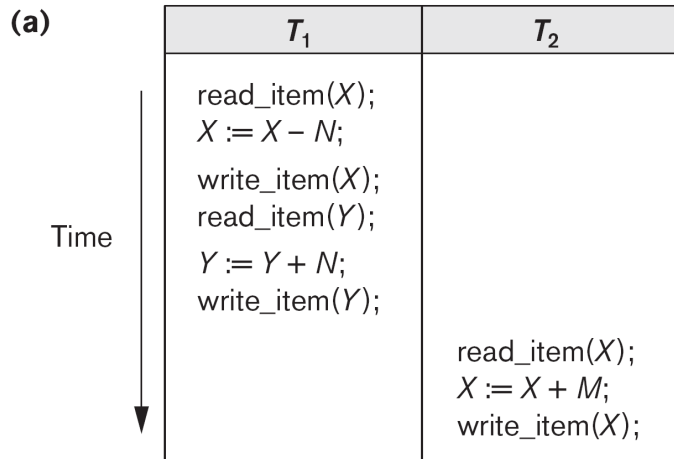 (a)
T₁ T₂
read_item(X);
X := X – N;
write_item(X);
read_item(Y);
Time
Y := Y + N;
write_item(Y);
read_item(X);
X := X + M;
write_item(X);